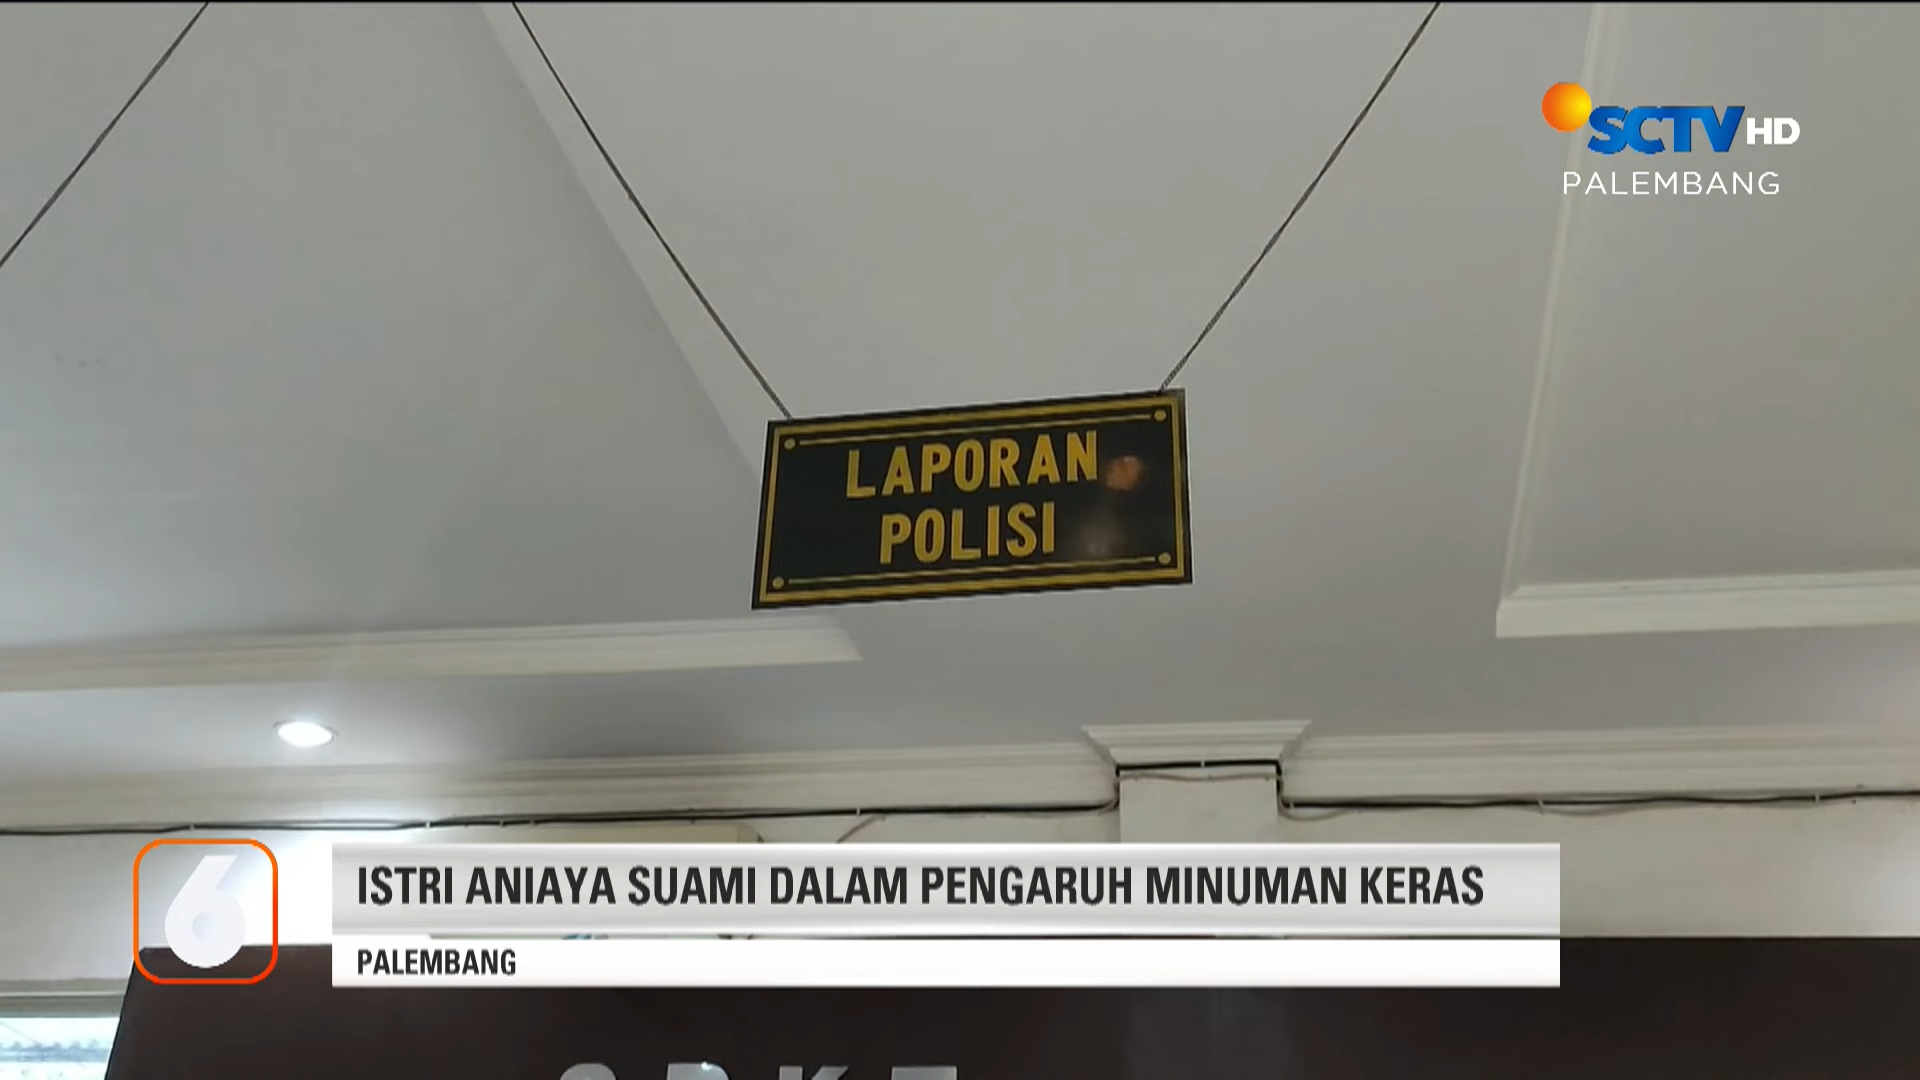 SCTV HD
PALEMBANG
LAPORAN
POLISI
6
ISTRI ANIAYA SUAMI DALAM PENGARUH MINUMAN KERAS
PALEMBANG